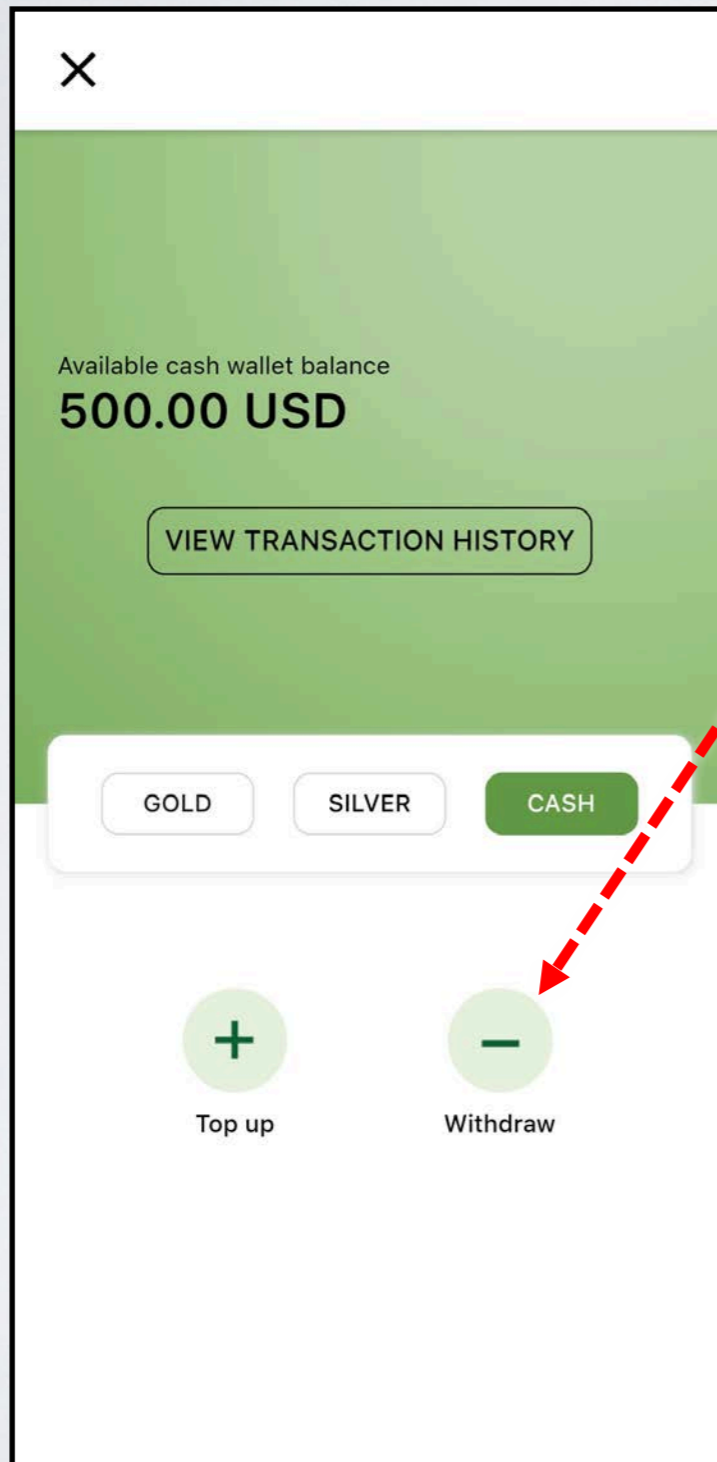 Available cash wallet balance
500.00 USD
VIEW TRANSACTION HISTORY
GOLD SILVER CASH
Top up Withdraw